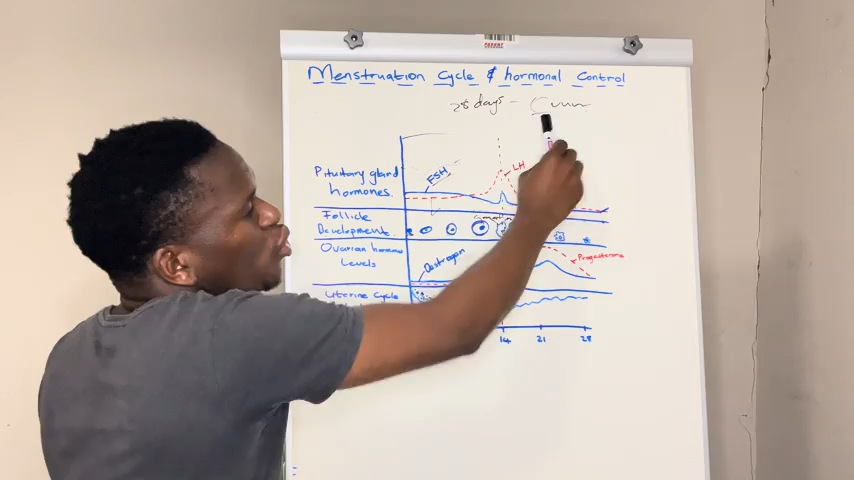 Menstruation Cycle & hormonal Control
28 days -
Pituitary gland
hormones.
FSH
LH
Follicle
Development
Ovarian hormone
Levels
Oestrogen
Progesterone
Uterine Cycle
14 21 28